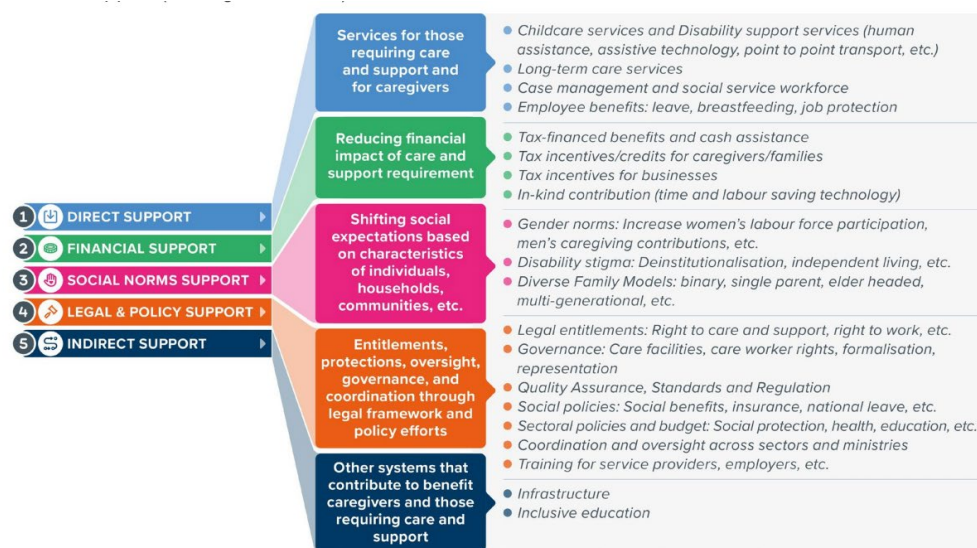 1 DIRECT SUPPORT
2 FINANCIAL SUPPORT
3 SOCIAL NORMS SUPPORT
4 LEGAL & POLICY SUPPORT
5 INDIRECT SUPPORT
Services for those
requiring care
and support and
for caregivers
Childcare services and Disability support services (human
assistance, assistive technology, point to point transport, etc.)
Long-term care services
Case management and social service workforce
Employee benefits: leave, breastfeeding, job protection
Reducing financial
impact of care and
support requirement
Tax-financed benefits and cash assistance
Tax incentives/credits for caregivers/families
Tax incentives for businesses
In-kind contribution (time and labour saving technology)
Shifting social
expectations based
on characteristics
of individuals,
households,
communities, etc.
Gender norms: Increase women's labour force participation,
men's caregiving contributions, etc.
Disability stigma: Deinstitutionalisation, independent living, etc.
Diverse Family Models: binary, single parent, elder headed,
multi-generational, etc.
Entitlements,
protections, oversight,
governance, and
coordination through
legal framework and
policy efforts
Legal entitlements: Right to care and support, right to work, etc.
Governance: Care facilities, care worker rights, formalisation,
representation
Quality Assurance, Standards and Regulation
Social policies: Social benefits, insurance, national leave, etc.
Sectoral policies and budget: Social protection, health, education, etc.
Coordination and oversight across sectors and ministries
Training for service providers, employers, etc.
Other systems that
contribute to benefit
caregivers and those
requiring care and
support
Infrastructure
Inclusive education